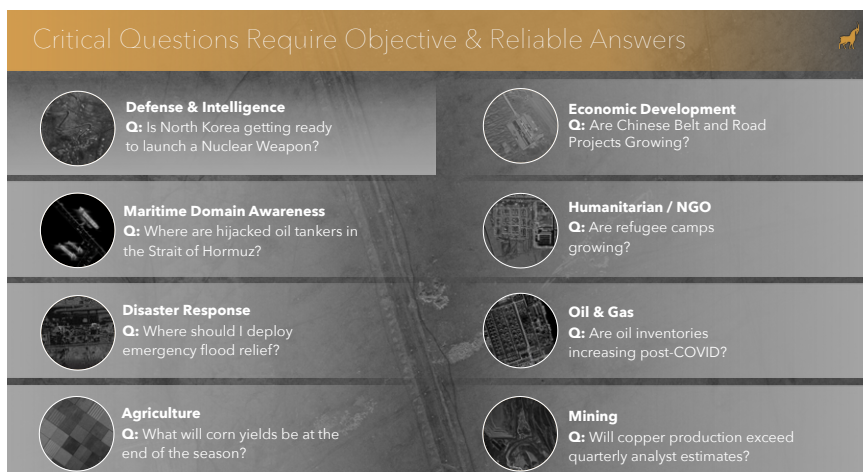 Critical Questions Require Objective & Reliable Answers
Defense & Intelligence
Q: Is North Korea getting ready
to launch a Nuclear Weapon?
Economic Development
Q: Are Chinese Belt and Road
Projects Growing?
Maritime Domain Awareness
Q: Where are hijacked oil tankers in
the Strait of Hormuz?
Humanitarian / NGO
Q: Are refugee camps
growing?
Disaster Response
Q: Where should I deploy
emergency flood relief?
Oil & Gas
Q: Are oil inventories
increasing post-COVID?
Agriculture
Q: What will corn yields be at the
end of the season?
Mining
Q: Will copper production exceed
quarterly analyst estimates?